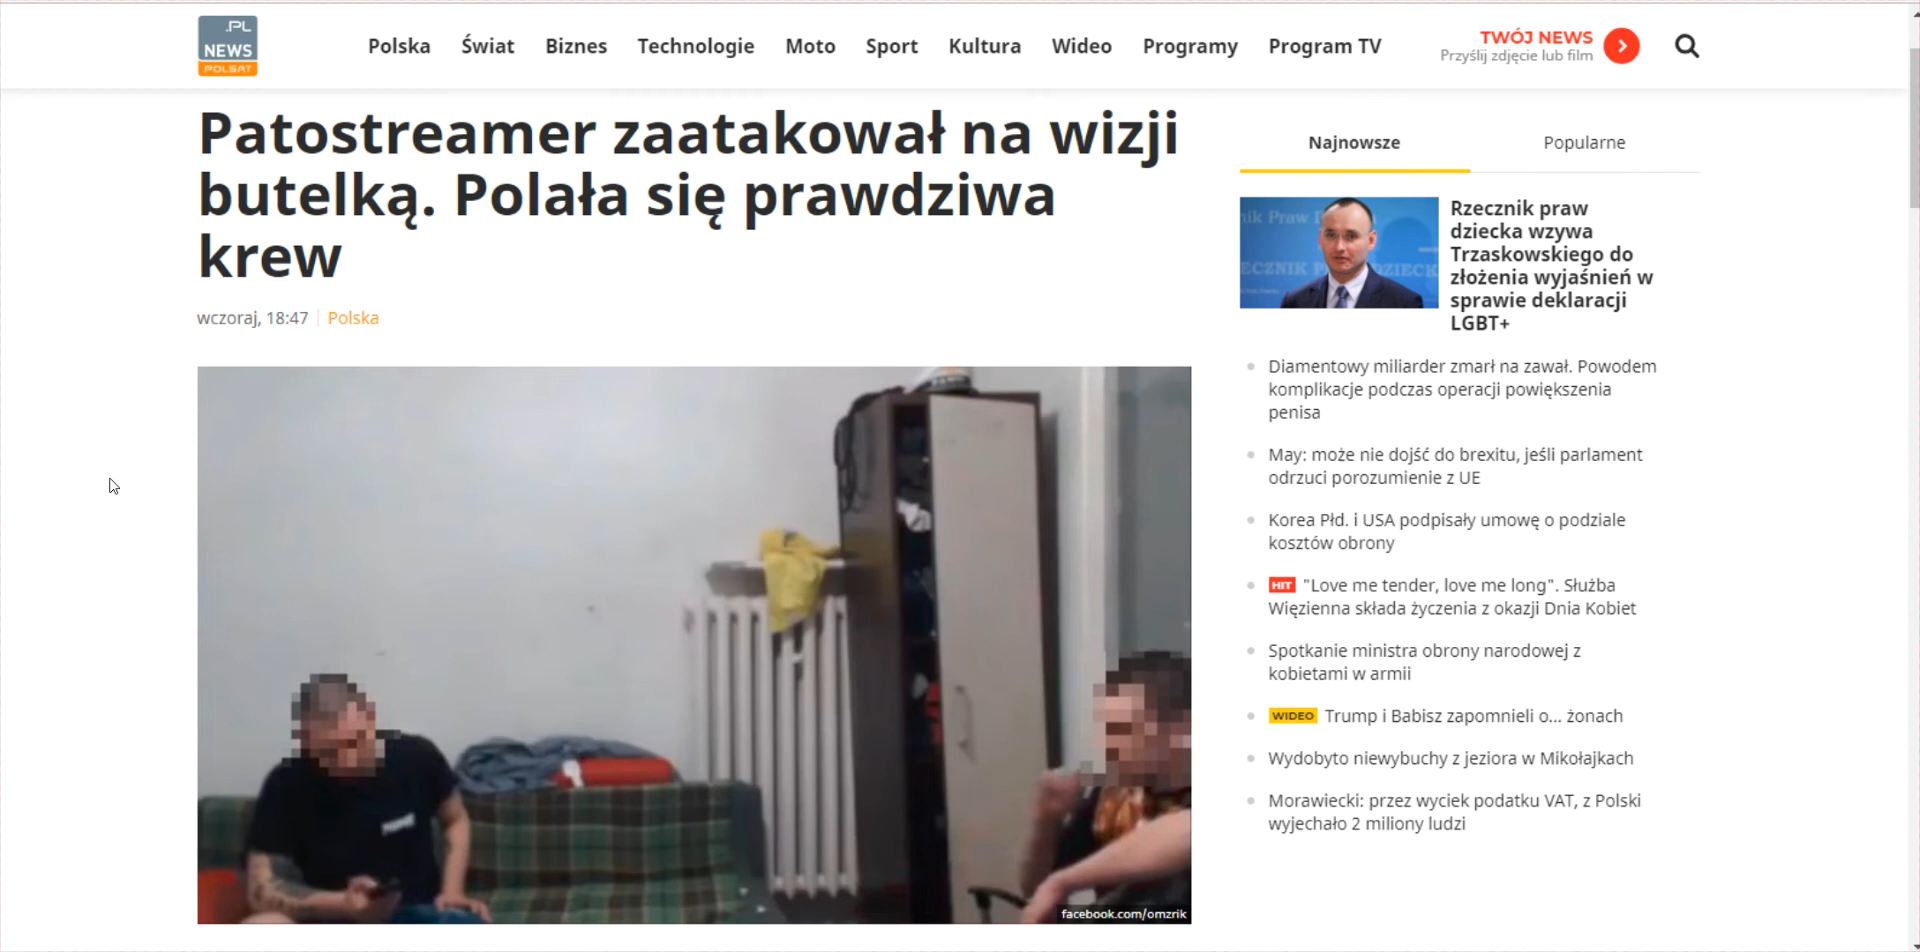 .PL
NEWS
POLSAT
Polska
Świat
Biznes
Technologie
Moto
Sport
Kultura
Wideo
Programy
Program TV
TWÓJ NEWS
Przyślij zdjęcie lub film
Patostreamer zaatakował na wizji
butelką. Polała się prawdziwa
krew
wczoraj, 18:47
Polska
facebook.com/omzrik
Najnowsze
Popularne
Rzecznik praw
dziecka wzywa
Trzaskowskiego do
złożenia wyjaśnień w
sprawie deklaracji
LGBT+
Diamentowy miliarder zmarł na zawał. Powodem
komplikacje podczas operacji powiększenia
penisa
May: może nie dojść do brexitu, jeśli parlament
odrzuci porozumienie z UE
Korea Płd. i USA podpisały umowę o podziale
kosztów obrony
HIT "Love me tender, love me long". Służba
Więzienna składa życzenia z okazji Dnia Kobiet
Spotkanie ministra obrony narodowej z
kobietami w armii
WIDEO Trump i Babisz zapomnieli o... żonach
Wydobyto niewybuchy z jeziora w Mikołajkach
Morawiecki: przez wyciek podatku VAT, z Polski
wyjechało 2 miliony ludzi